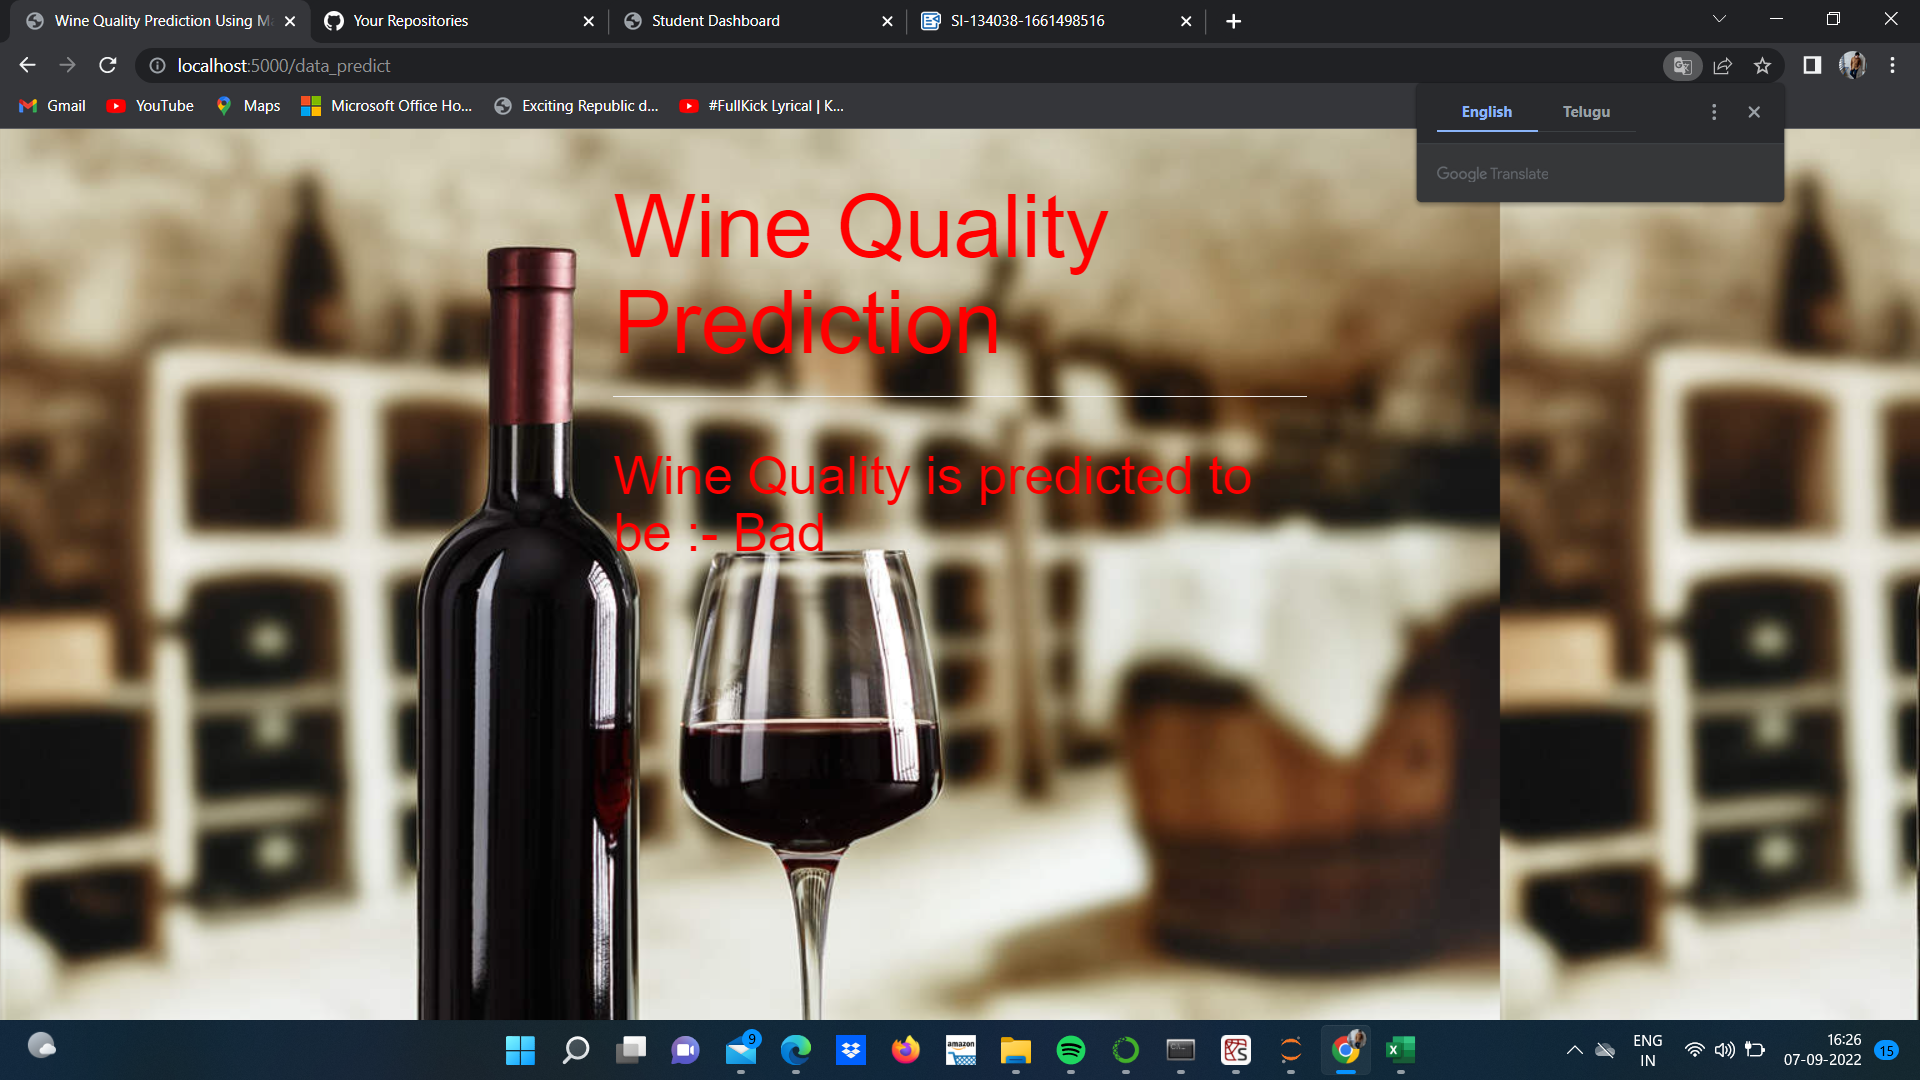 Wine Quality Prediction Using Ma
Your Repositories
Student Dashboard
SI-134038-1661498516
localhost:5000/data_predict
Gmail
YouTube
Maps
Microsoft Office Ho...
Exciting Republic d...
#FullKick Lyrical | K...
English
Telugu
Google Translate
Wine Quality
Prediction
Wine Quality is predicted to
be :- Bad
9
amazon
ENG
IN
16:26
07-09-2022
15